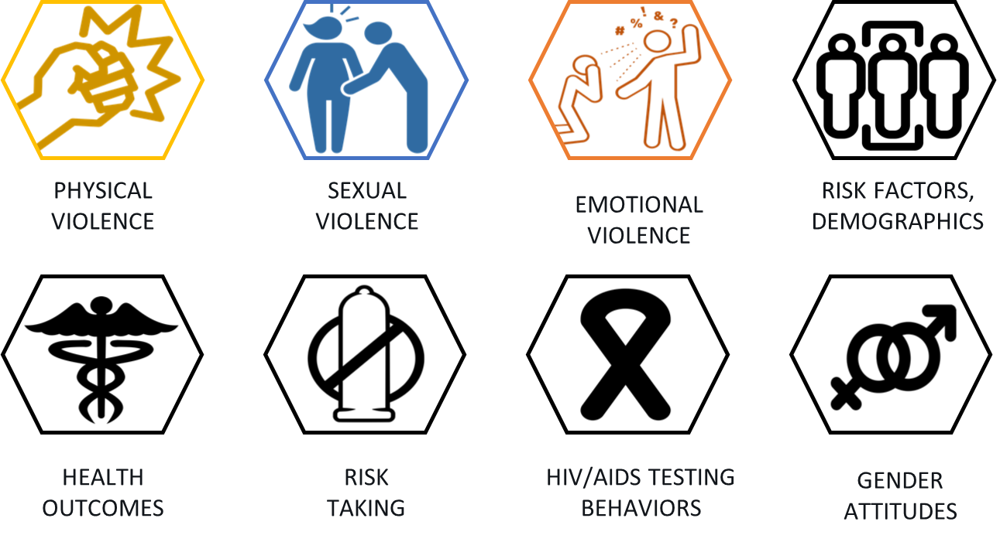 # % ! & ?
PHYSICAL
VIOLENCE
SEXUAL
VIOLENCE
EMOTIONAL
VIOLENCE
RISK FACTORS,
DEMOGRAPHICS
HEALTH
OUTCOMES
RISK
TAKING
HIV/AIDS TESTING
BEHAVIORS
GENDER
ATTITUDES